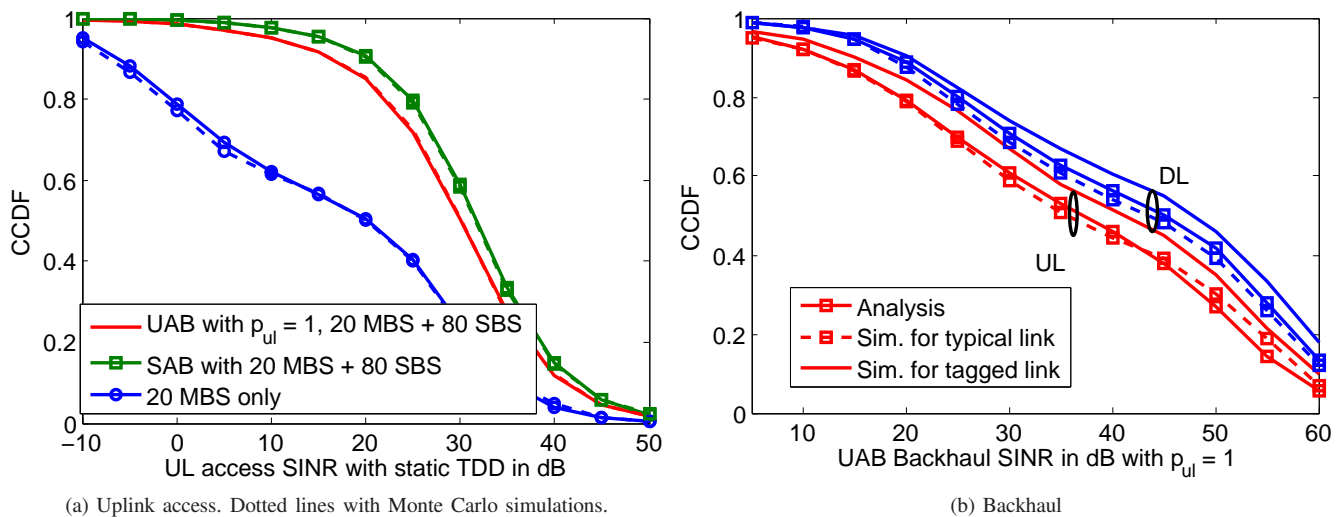 1
0.8
0.6
0.4
0.2
0
CCDF
−10
0
10
20
30
40
50
UL access SINR with static TDD in dB
UAB with p_ul = 1, 20 MBS + 80 SBS
SAB with 20 MBS + 80 SBS
20 MBS only
(a) Uplink access. Dotted lines with Monte Carlo simulations.
1
0.8
0.6
0.4
0.2
0
CCDF
10
20
30
40
50
60
UAB Backhaul SINR in dB with p_ul = 1
DL
UL
Analysis
Sim. for typical link
Sim. for tagged link
(b) Backhaul